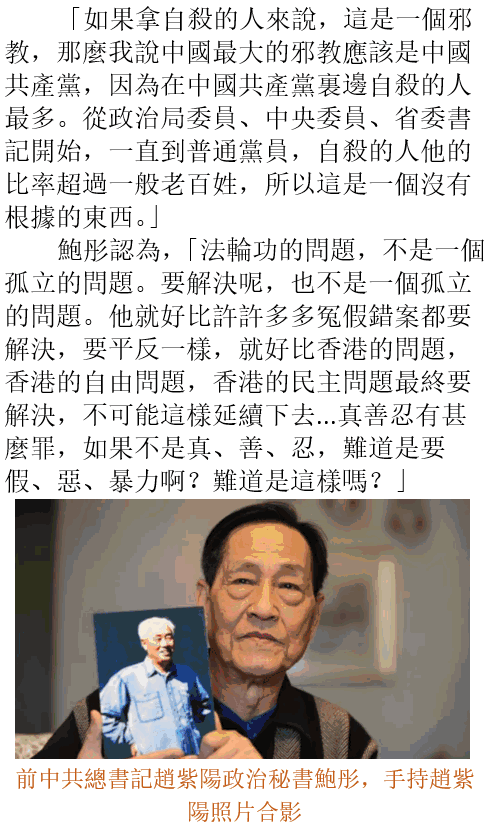 「如果拿自殺的人來說，這是一個邪
教，那麼我說中國最大的邪教應該是中國
共產黨，因為在中國共產黨裏邊自殺的人
最多。從政治局委員、中央委員、省委書
記開始，一直到普通黨員，自殺的人他的
比率超過一般老百姓，所以這是一個沒有
根據的東西。」
鮑彤認為，「法輪功的問題，不是一個
孤立的問題。要解決呢，也不是一個孤立
的問題。他就好比許許多多冤假錯案都要
解決，要平反一樣，就好比香港的問題，
香港的自由問題，香港的民主問題最終要
解決，不可能這樣延續下去...真善忍有甚
麼罪，如果不是真、善、忍，難道是要
假、惡、暴力啊？難道是這樣嗎？」
前中共總書記趙紫陽政治秘書鮑彤，手持趙紫
陽照片合影